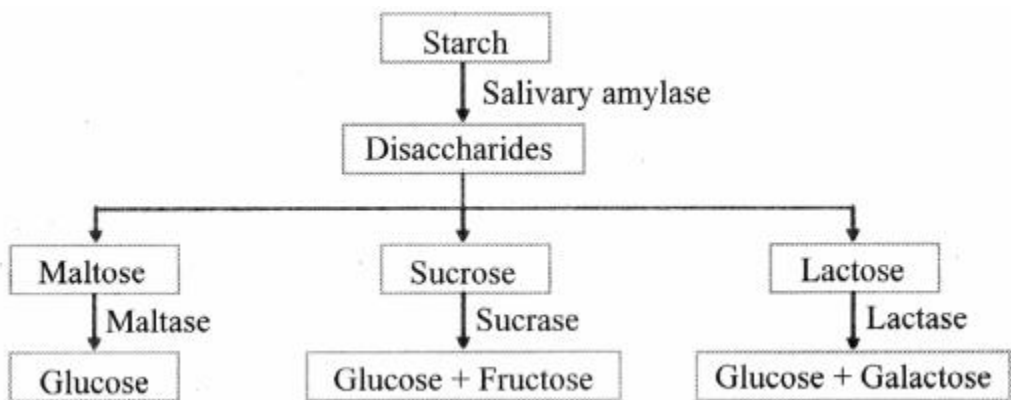 Starch
Salivary amylase
Disaccharides
Maltose
Sucrose
Lactose
Maltase
Sucrase
Lactase
Glucose
Glucose + Fructose
Glucose + Galactose